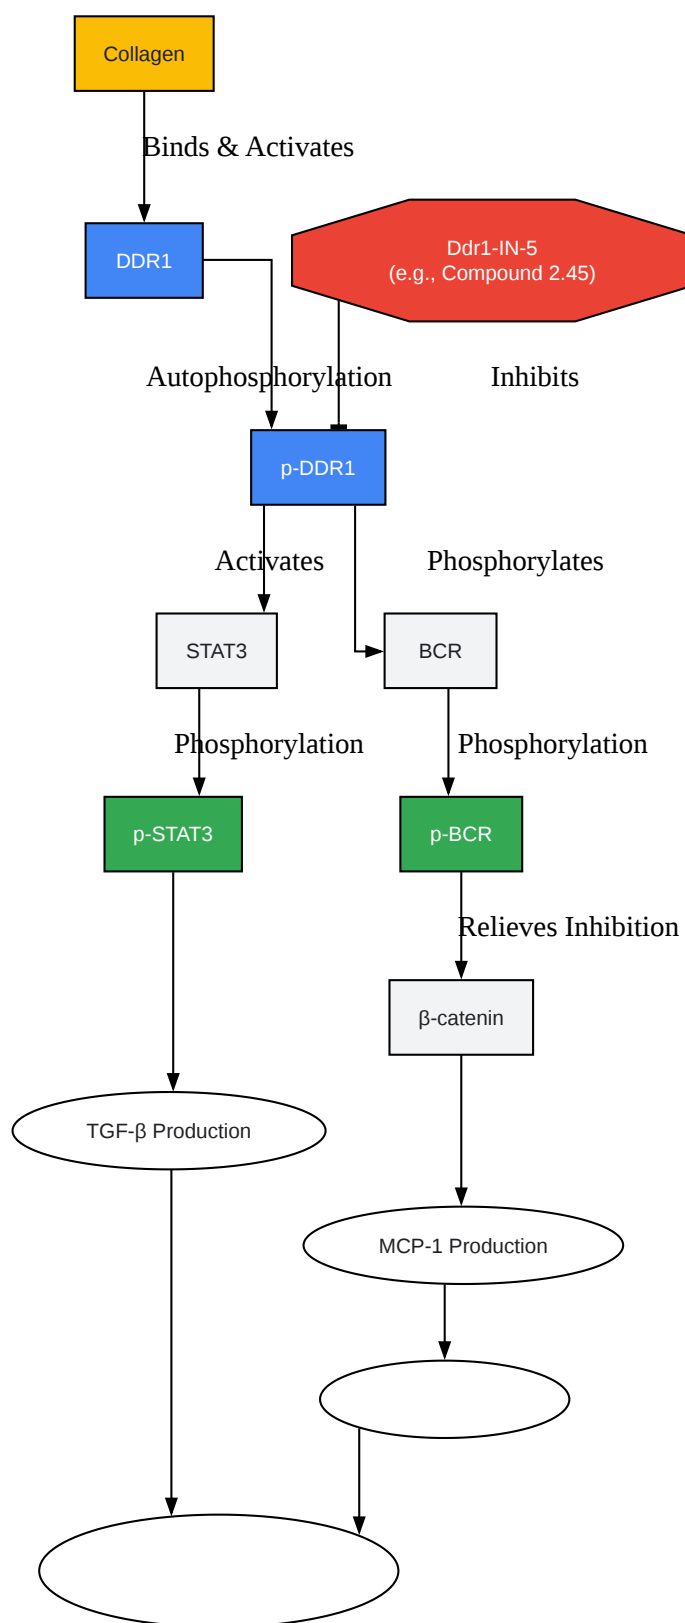 Collagen
Binds & Activates
DDR1
Ddr1-IN-5
(e.g., Compound 2.45)
Autophosphorylation
Inhibits
p-DDR1
Activates
Phosphorylates
STAT3
BCR
Phosphorylation
Phosphorylation
p-STAT3
p-BCR
Relieves Inhibition
β-catenin
TGF-β Production
MCP-1 Production